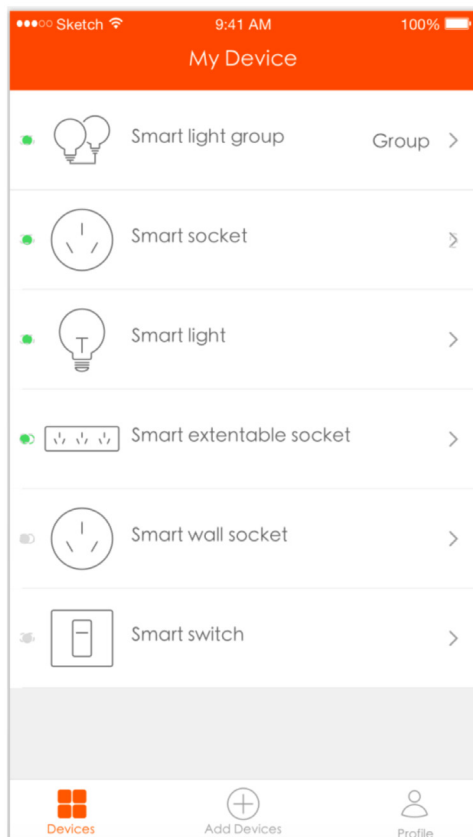 Sketch 9:41 AM 100%
My Device
Smart light group Group
Smart socket
Smart light
Smart extentable socket
Smart wall socket
Smart switch
Devices Add Devices Profile